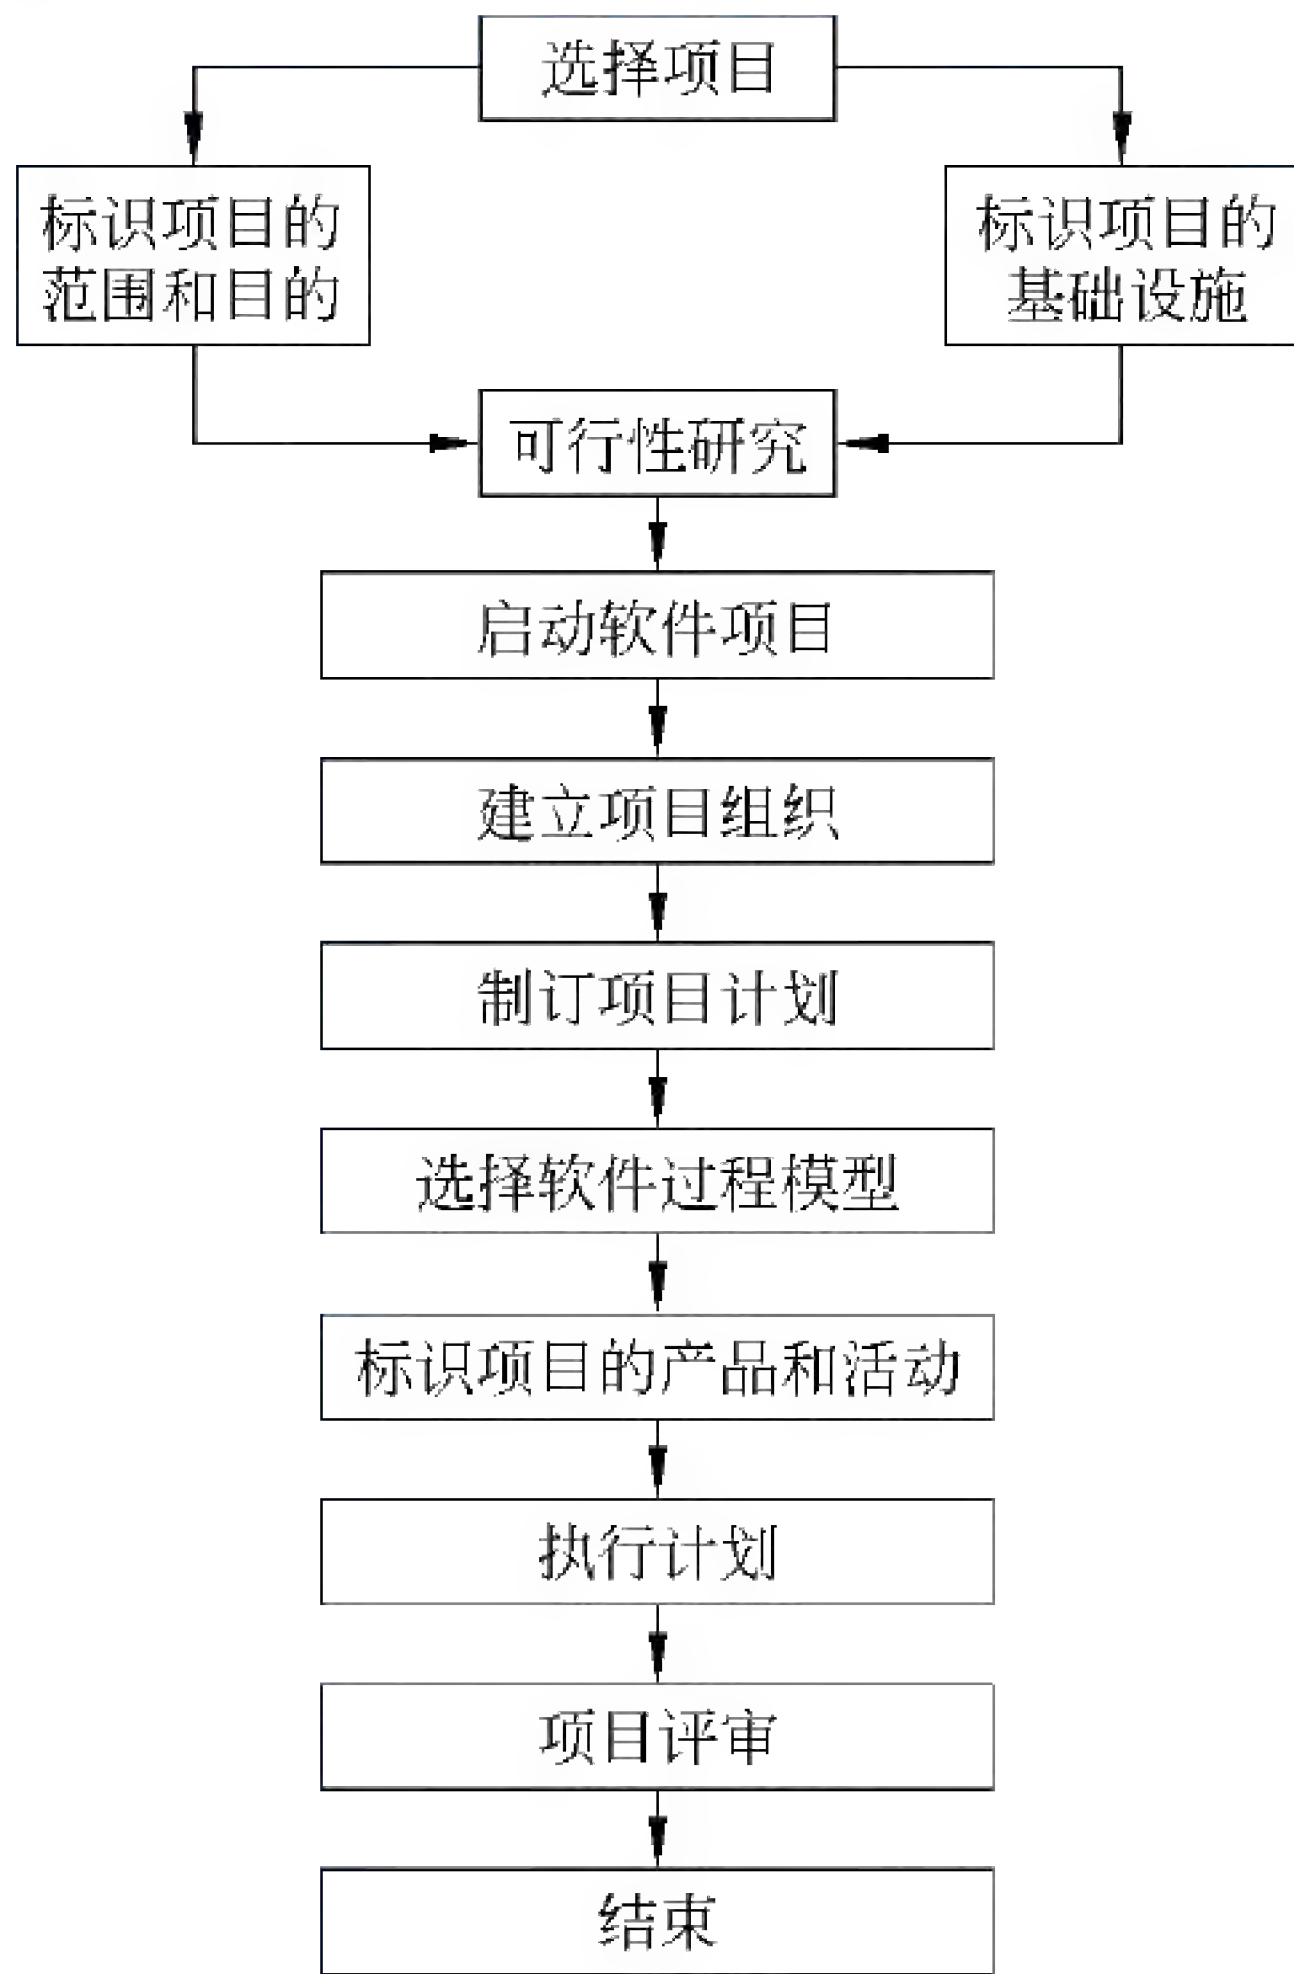 选择项目
标识项目的
范围和目的
标识项目的
基础设施
可行性研究
启动软件项目
建立项目组织
制订项目计划
选择软件过程模型
标识项目的产品和活动
执行计划
项目评审
结束